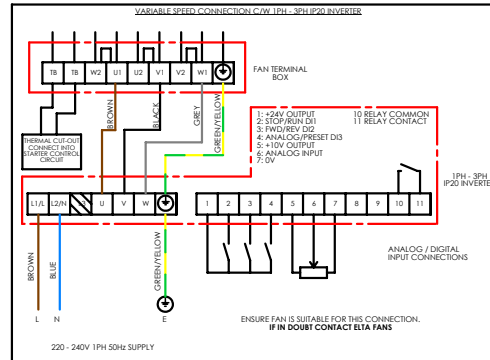 VARIABLE SPEED CONNECTION C/W 1PH - 3PH IP20 INVERTER
TB TB W2 U1 U2 V1 V2 W1
FAN TERMINAL
BOX
BROWN
BLACK
GREY
GREEN/YELLOW
THERMAL CUT-OUT
CONNECT INTO
STARTER CONTROL
CIRCUIT
1: +24V OUTPUT
2: STOP/RUN DI1
3: FWD/REV DI2
4: ANALOG/PRESET DI3
5: +10V OUTPUT
6: ANALOG INPUT
7: 0V
10 RELAY COMMON
11 RELAY CONTACT
1PH - 3PH
IP20 INVERTE
L1/L L2/N U V W
1 2 3 4 5 6 7 8 9 10 11
BROWN
BLUE
GREEN/YELLOW
ANALOG / DIGITAL
INPUT CONNECTIONS
L N E
ENSURE FAN IS SUITABLE FOR THIS CONNECTION.
IF IN DOUBT CONTACT ELTA FANS
220 - 240V 1PH 50Hz SUPPLY